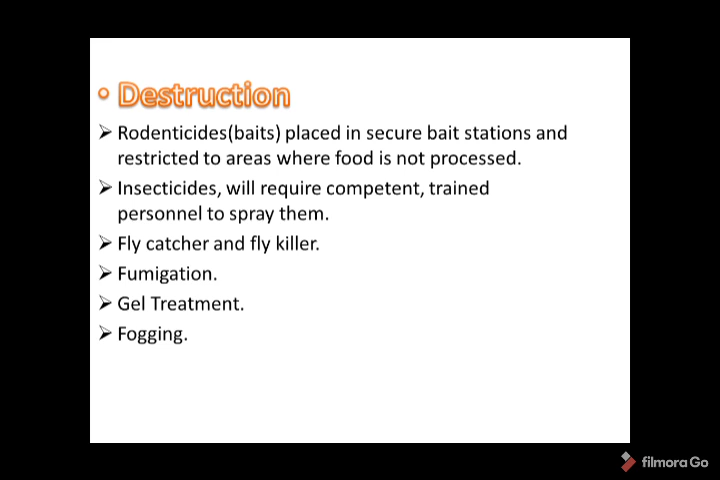 • Destruction
➢ Rodenticides(baits) placed in secure bait stations and
restricted to areas where food is not processed.
➢ Insecticides, will require competent, trained
personnel to spray them.
➢ Fly catcher and fly killer.
➢ Fumigation.
➢ Gel Treatment.
➢ Fogging.
filmora Go